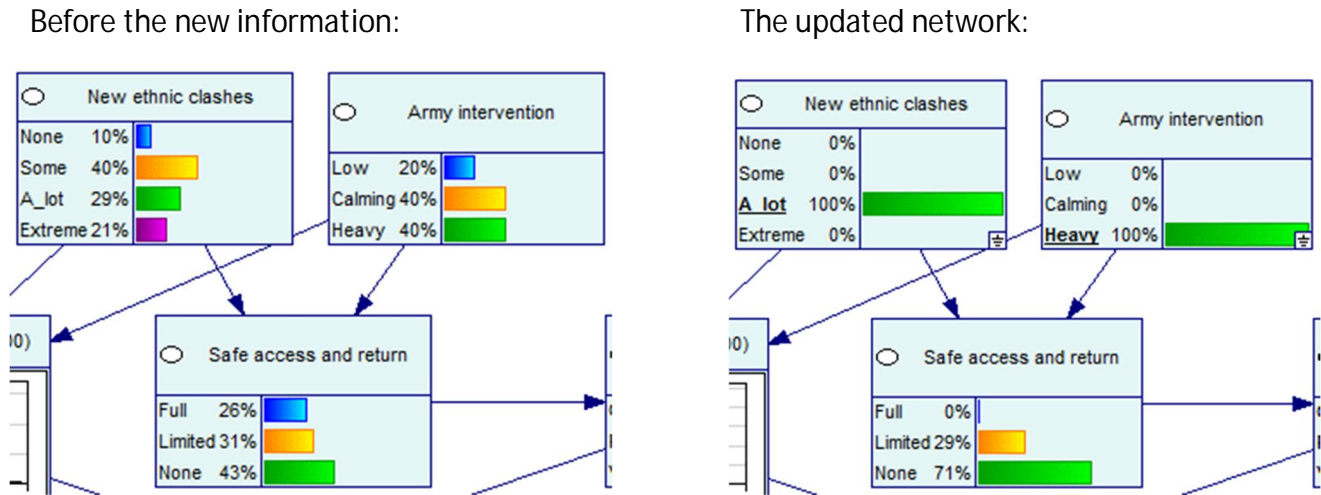 Before the new information:
The updated network:
New ethnic clashes
None 10%
Some 40%
A_lot 29%
Extreme 21%
Army intervention
Low 20%
Calming 40%
Heavy 40%
00)
Safe access and return
Full 26%
Limited 31%
None 43%
New ethnic clashes
None 0%
Some 0%
A_lot 100%
Extreme 0%
Army intervention
Low 0%
Calming 0%
Heavy 100%
00)
Safe access and return
Full 0%
Limited 29%
None 71%